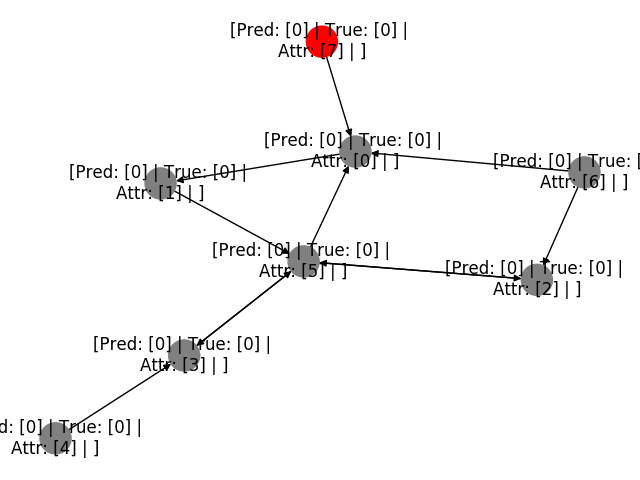 [Pred: [0] | True: [0] |
Attr: [7] | ]
[Pred: [0] | True: [0] |
Attr: [0] | ]
[Pred: [0] | True: [
Attr: [6] | ]
[Pred: [0] | True: [0] |
Attr: [1] | ]
[Pred: [0] | True: [0] |
Attr: [5] | ]
[Pred: [0] | True: [0] |
Attr: [2] | ]
[Pred: [0] | True: [0] |
Attr: [3] | ]
d: [0] | True: [0] |
Attr: [4] | ]